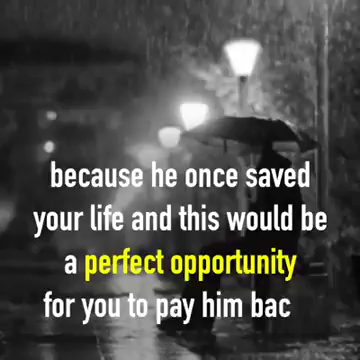 because he once saved
your life and this would be
a perfect opportunity
for you to pay him bac